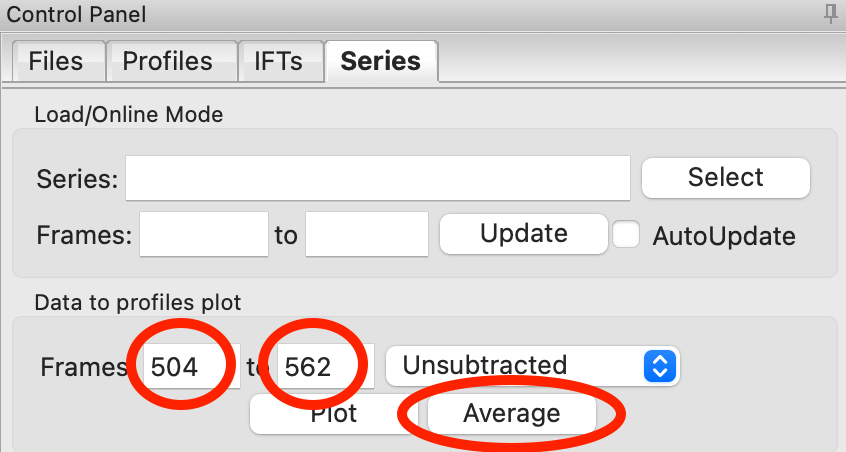 Control Panel
Files Profiles IFTs Series
Load/Online Mode
Series: Select
Frames: to Update AutoUpdate
Data to profiles plot
Frames 504 to 562 Unsubtracted
Plot Average